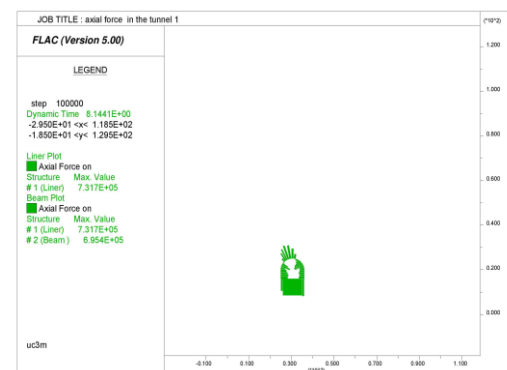 JOB TITLE : axial force in the tunnel 1
(*10^2)
FLAC (Version 5.00)
LEGEND
step 100000
Dynamic Time 8.1441E+00
-2.950E+01 <x< 1.185E+02
-1.850E+01 <y< 1.295E+02
Liner Plot
Axial Force on
Structure Max. Value
# 1 (Liner) 7.317E+05
Beam Plot
Axial Force on
Structure Max. Value
# 1 (Liner) 7.317E+05
# 2 (Beam ) 6.954E+05
uc3m
1.200
1.000
0.800
0.600
0.400
0.200
0.000
-0.100 0.100 0.300 0.500 0.700 0.900 1.100